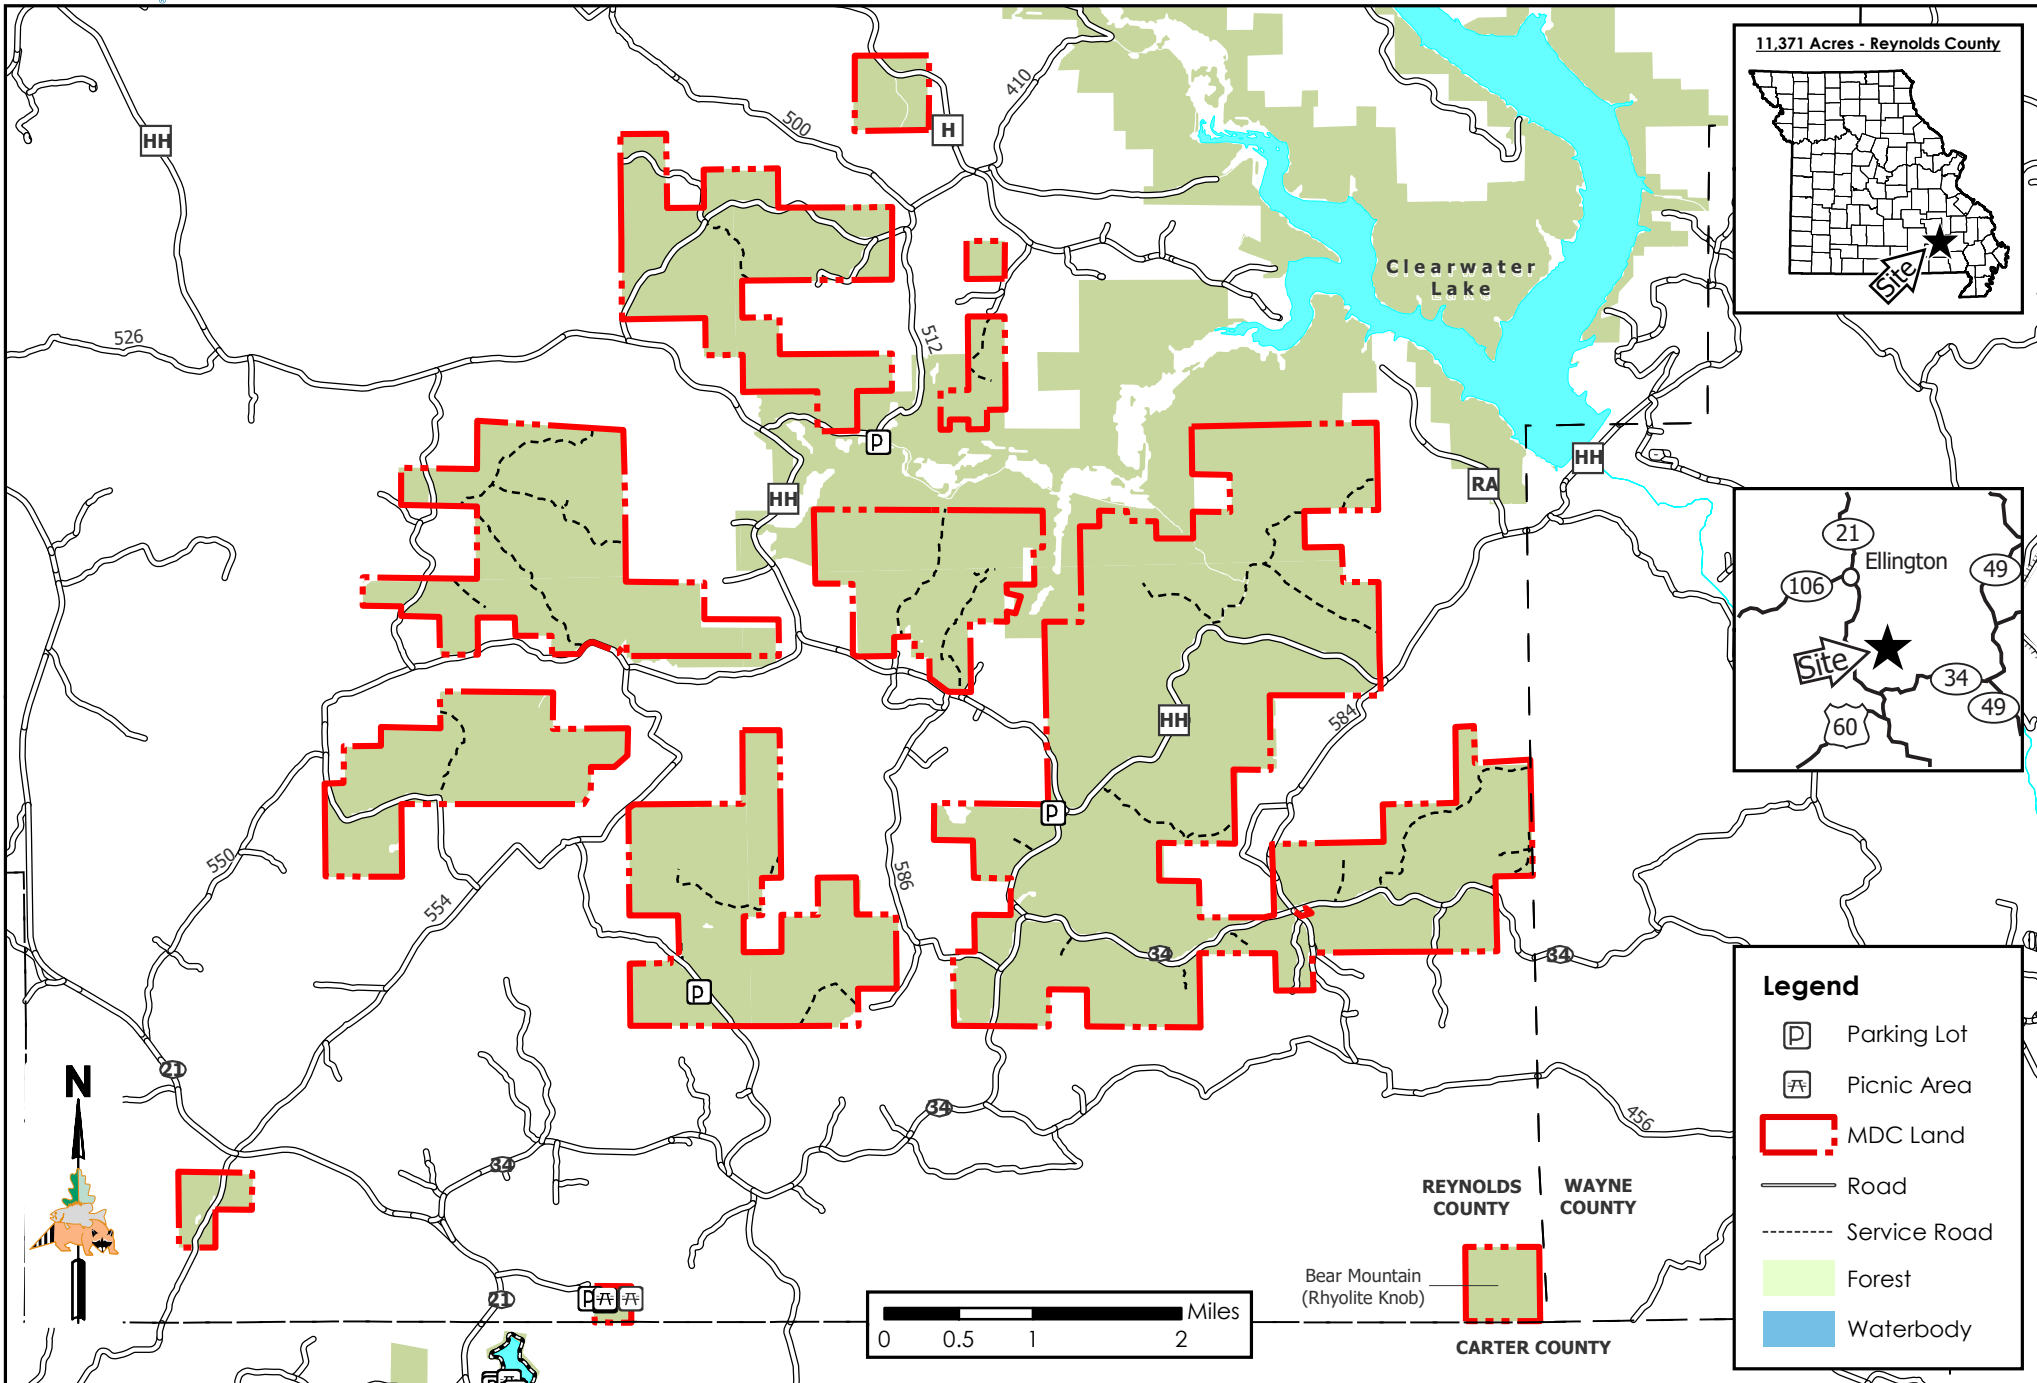 11,371 Acres - Reynolds County
Site
HH
500
H
410
526
512
Clearwater
Lake
HH
HH
RA
21
Ellington
106
49
Site
34
49
60
HH
584
550
554
586
34
34
21
N
34
34
456
21
REYNOLDS
COUNTY
WAYNE
COUNTY
Bear Mountain
(Rhyolite Knob)
CARTER COUNTY
Miles
0 0.5 1 2
Legend
P Parking Lot
Picnic Area
MDC Land
Road
Service Road
Forest
Waterbody
P
P
P
P